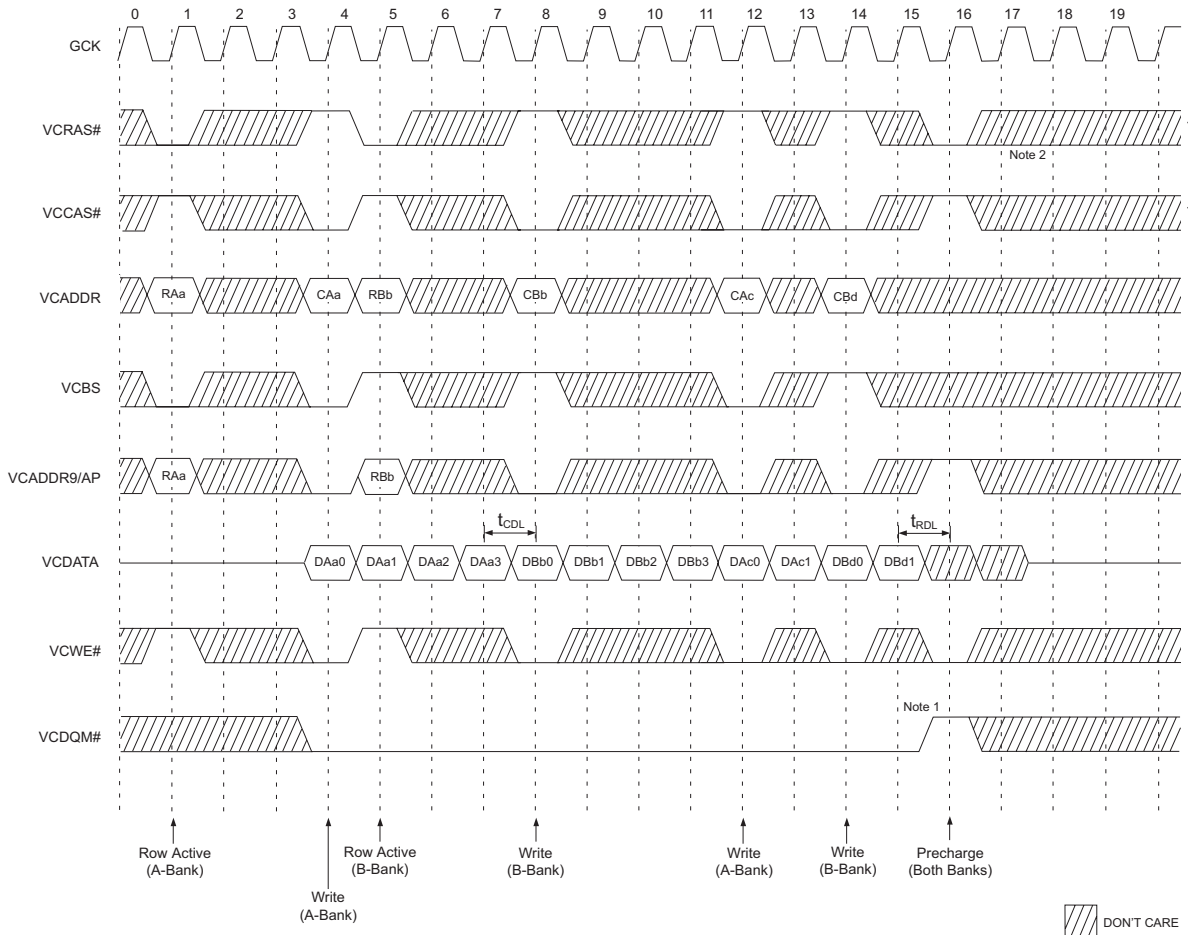 0 1 2 3 4 5 6 7 8 9 10 11 12 13 14 15 16 17 18 19
GCK
VCRAS#
Note 2
VCCAS#
VCADDR
RAa CAa RBb CBb CAc CBd
VCBS
VCADDR9/AP
RAa RBb
tCDL tRDL
VCDATA
DAa0 DAa1 DAa2 DAa3 DBb0 DBb1 DBb2 DBb3 DAc0 DAc1 DBd0 DBd1
VCWE#
Note 1
VCDQM#
Row Active
(A-Bank)
Write
(A-Bank)
Row Active
(B-Bank)
Write
(B-Bank)
Write
(A-Bank)
Write
(B-Bank)
Precharge
(Both Banks)
DON'T CARE